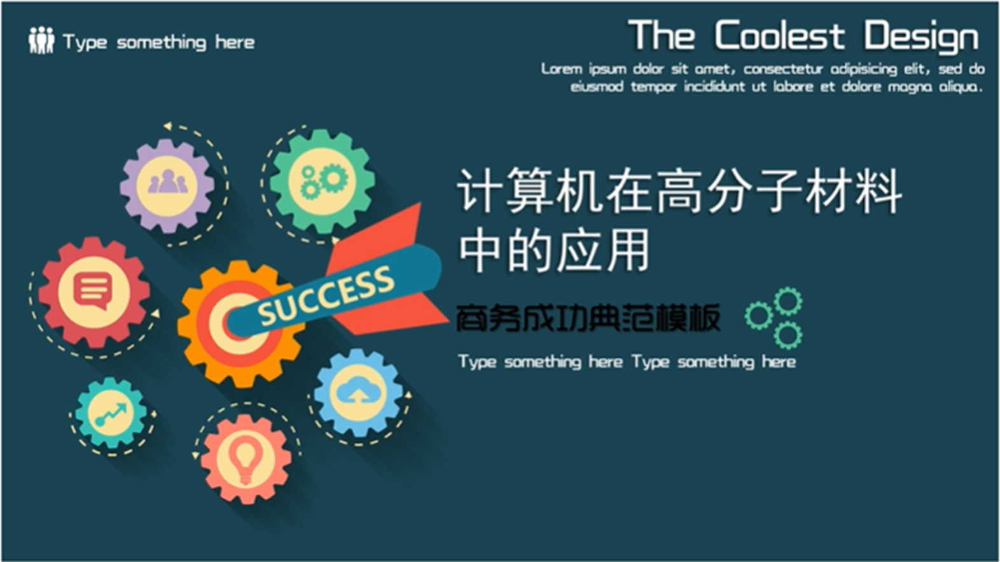 Type something here
The Coolest Design
Lorem ipsum dolor sit amet, consectetur adipisicing elit, sed do
eiusmod tempor incididunt ut labore et dolore magna aliqua.
计算机在高分子材料
中的应用
SUCCESS
商务成功典范模板
Type something here Type something here